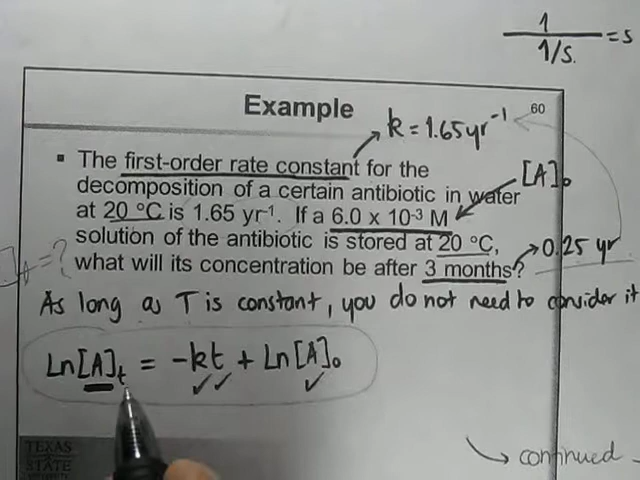 1
1/s. = s
Example
60
k = 1.65 yr⁻¹
▪ The first-order rate constant for the
decomposition of a certain antibiotic in water
[A]₀
at 20 °C is 1.65 yr⁻¹. If a 6.0 x 10⁻³ M
solution of the antibiotic is stored at 20 °C,
0.25 yr
= ?
what will its concentration be after 3 months?
As long as T is constant, you do not need to consider it
Ln[A]t = -kt + Ln[A]₀
continued
TEXAS
STATE